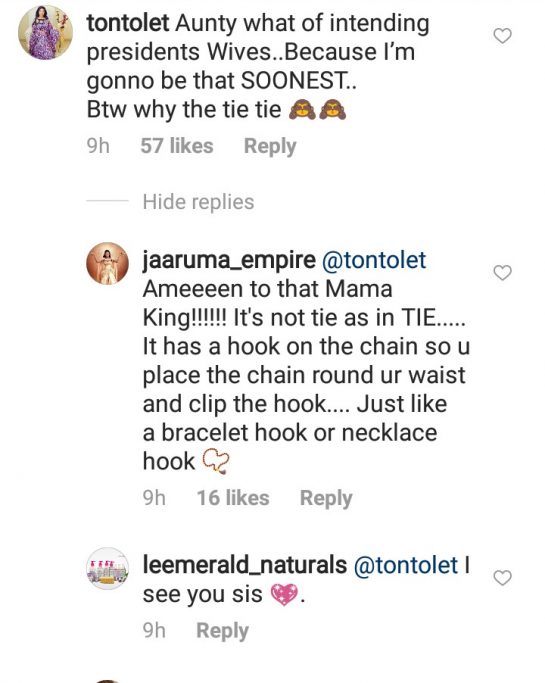 tontolet Aunty what of intending
presidents Wives..Because I'm
gonno be that SOONEST..
Btw why the tie tie 🙈🙈
9h 57 likes Reply
Hide replies
jaaruma_empire @tontolet
Ameeeen to that Mama
King!!!!!! It's not tie as in TIE.....
It has a hook on the chain so u
place the chain round ur waist
and clip the hook.... Just like
a bracelet hook or necklace
hook 📿
9h 16 likes Reply
leemerald_naturals @tontolet I
see you sis 💖.
9h Reply